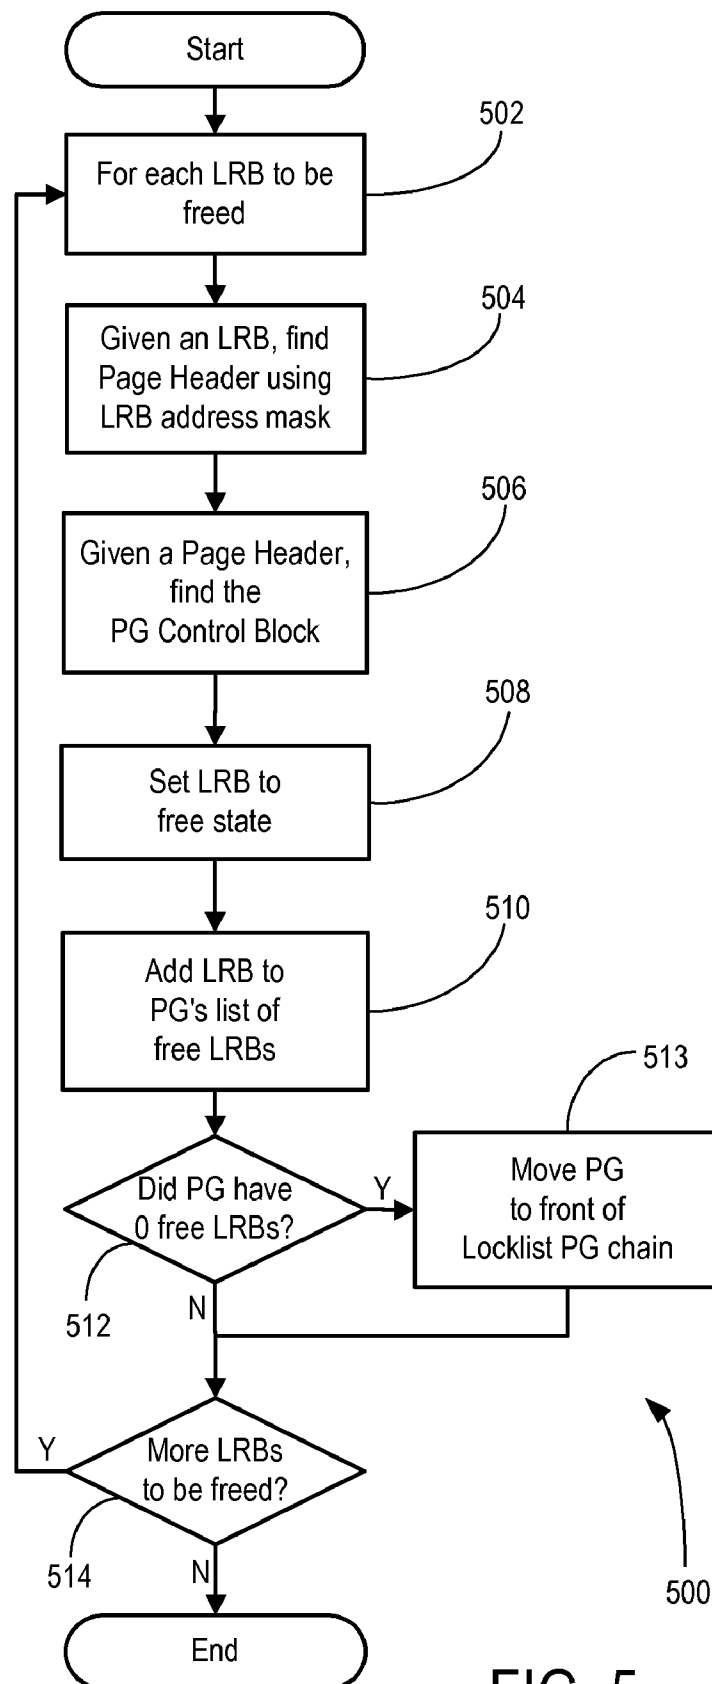 Start
502
For each LRB to be
freed
504
Given an LRB, find
Page Header using
LRB address mask
506
Given a Page Header,
find the
PG Control Block
508
Set LRB to
free state
510
Add LRB to
PG's list of
free LRBs
513
Did PG have
0 free LRBs?
Y
Move PG
to front of
Locklist PG chain
512
N
Y
More LRBs
to be freed?
514
N
500
End
FIG. 5